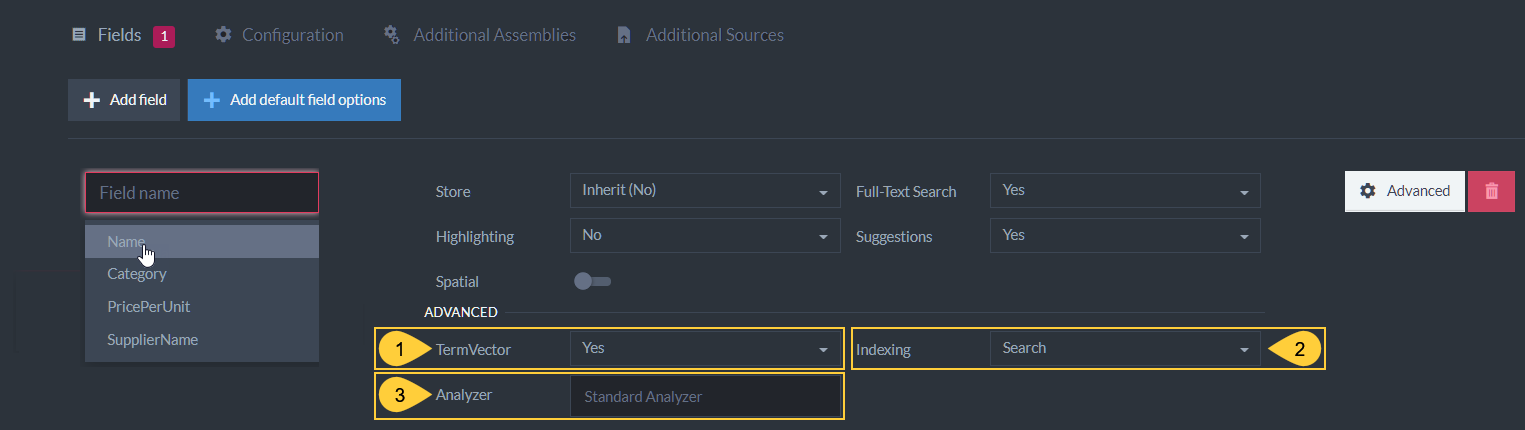 Fields 1 Configuration Additional Assemblies Additional Sources
Add field Add default field options
Field name Store Inherit (No) Full-Text Search Yes Advanced
Name Highlighting No Suggestions Yes
Category Spatial
PricePerUnit ADVANCED
SupplierName 1 TermVector Yes Indexing Search 2
3 Analyzer Standard Analyzer